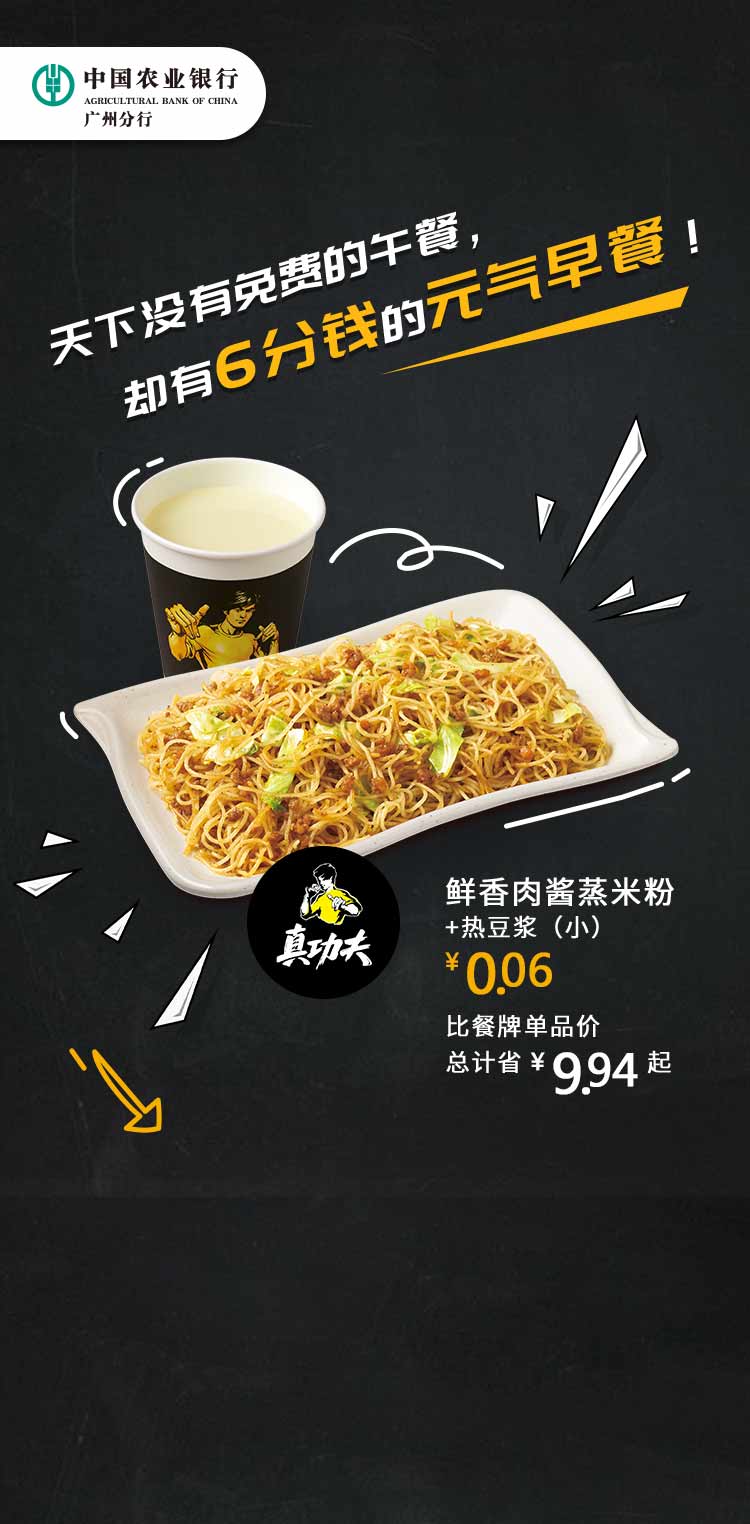 中国农业银行
AGRICULTURAL BANK OF CHINA
广州分行
天下没有免费的午餐，
却有6分钱的元气早餐！
真功夫
鲜香肉酱蒸米粉
+热豆浆（小）
¥0.06
比餐牌单品价
总计省¥9.94起